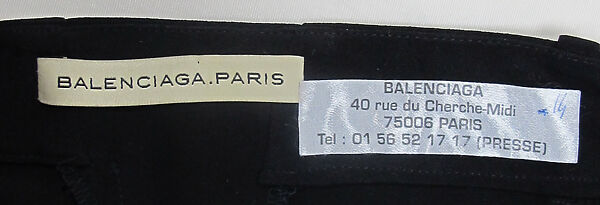 BALENCIAGA.PARIS
BALENCIAGA
40 rue du Cherche-Midi
75006 PARIS
Tel : 01 56 52 17 17 (PRESSE)